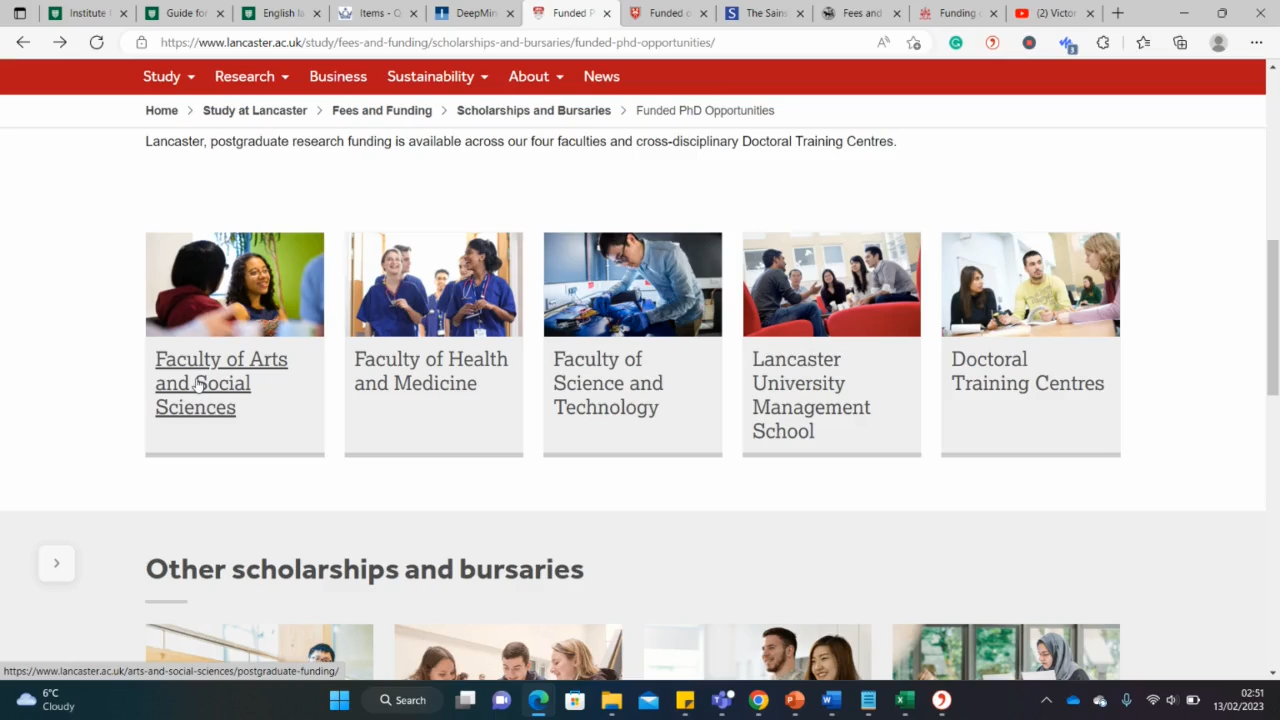 Institute f
Guide for
English la
Items - Q
DeepMin
Funded P
Funded o
The Sains
Fees and
Funding o
(2) Victor
https://www.lancaster.ac.uk/study/fees-and-funding/scholarships-and-bursaries/funded-phd-opportunities/
Study
Research
Business
Sustainability
About
News
Home > Study at Lancaster > Fees and Funding > Scholarships and Bursaries > Funded PhD Opportunities
Lancaster, postgraduate research funding is available across our four faculties and cross-disciplinary Doctoral Training Centres.
Faculty of Arts
and Social
Sciences
Faculty of Health
and Medicine
Faculty of
Science and
Technology
Lancaster
University
Management
School
Doctoral
Training Centres
Other scholarships and bursaries
https://www.lancaster.ac.uk/arts-and-social-sciences/postgraduate-funding/
6°C
Cloudy
Search
02:51
13/02/2023